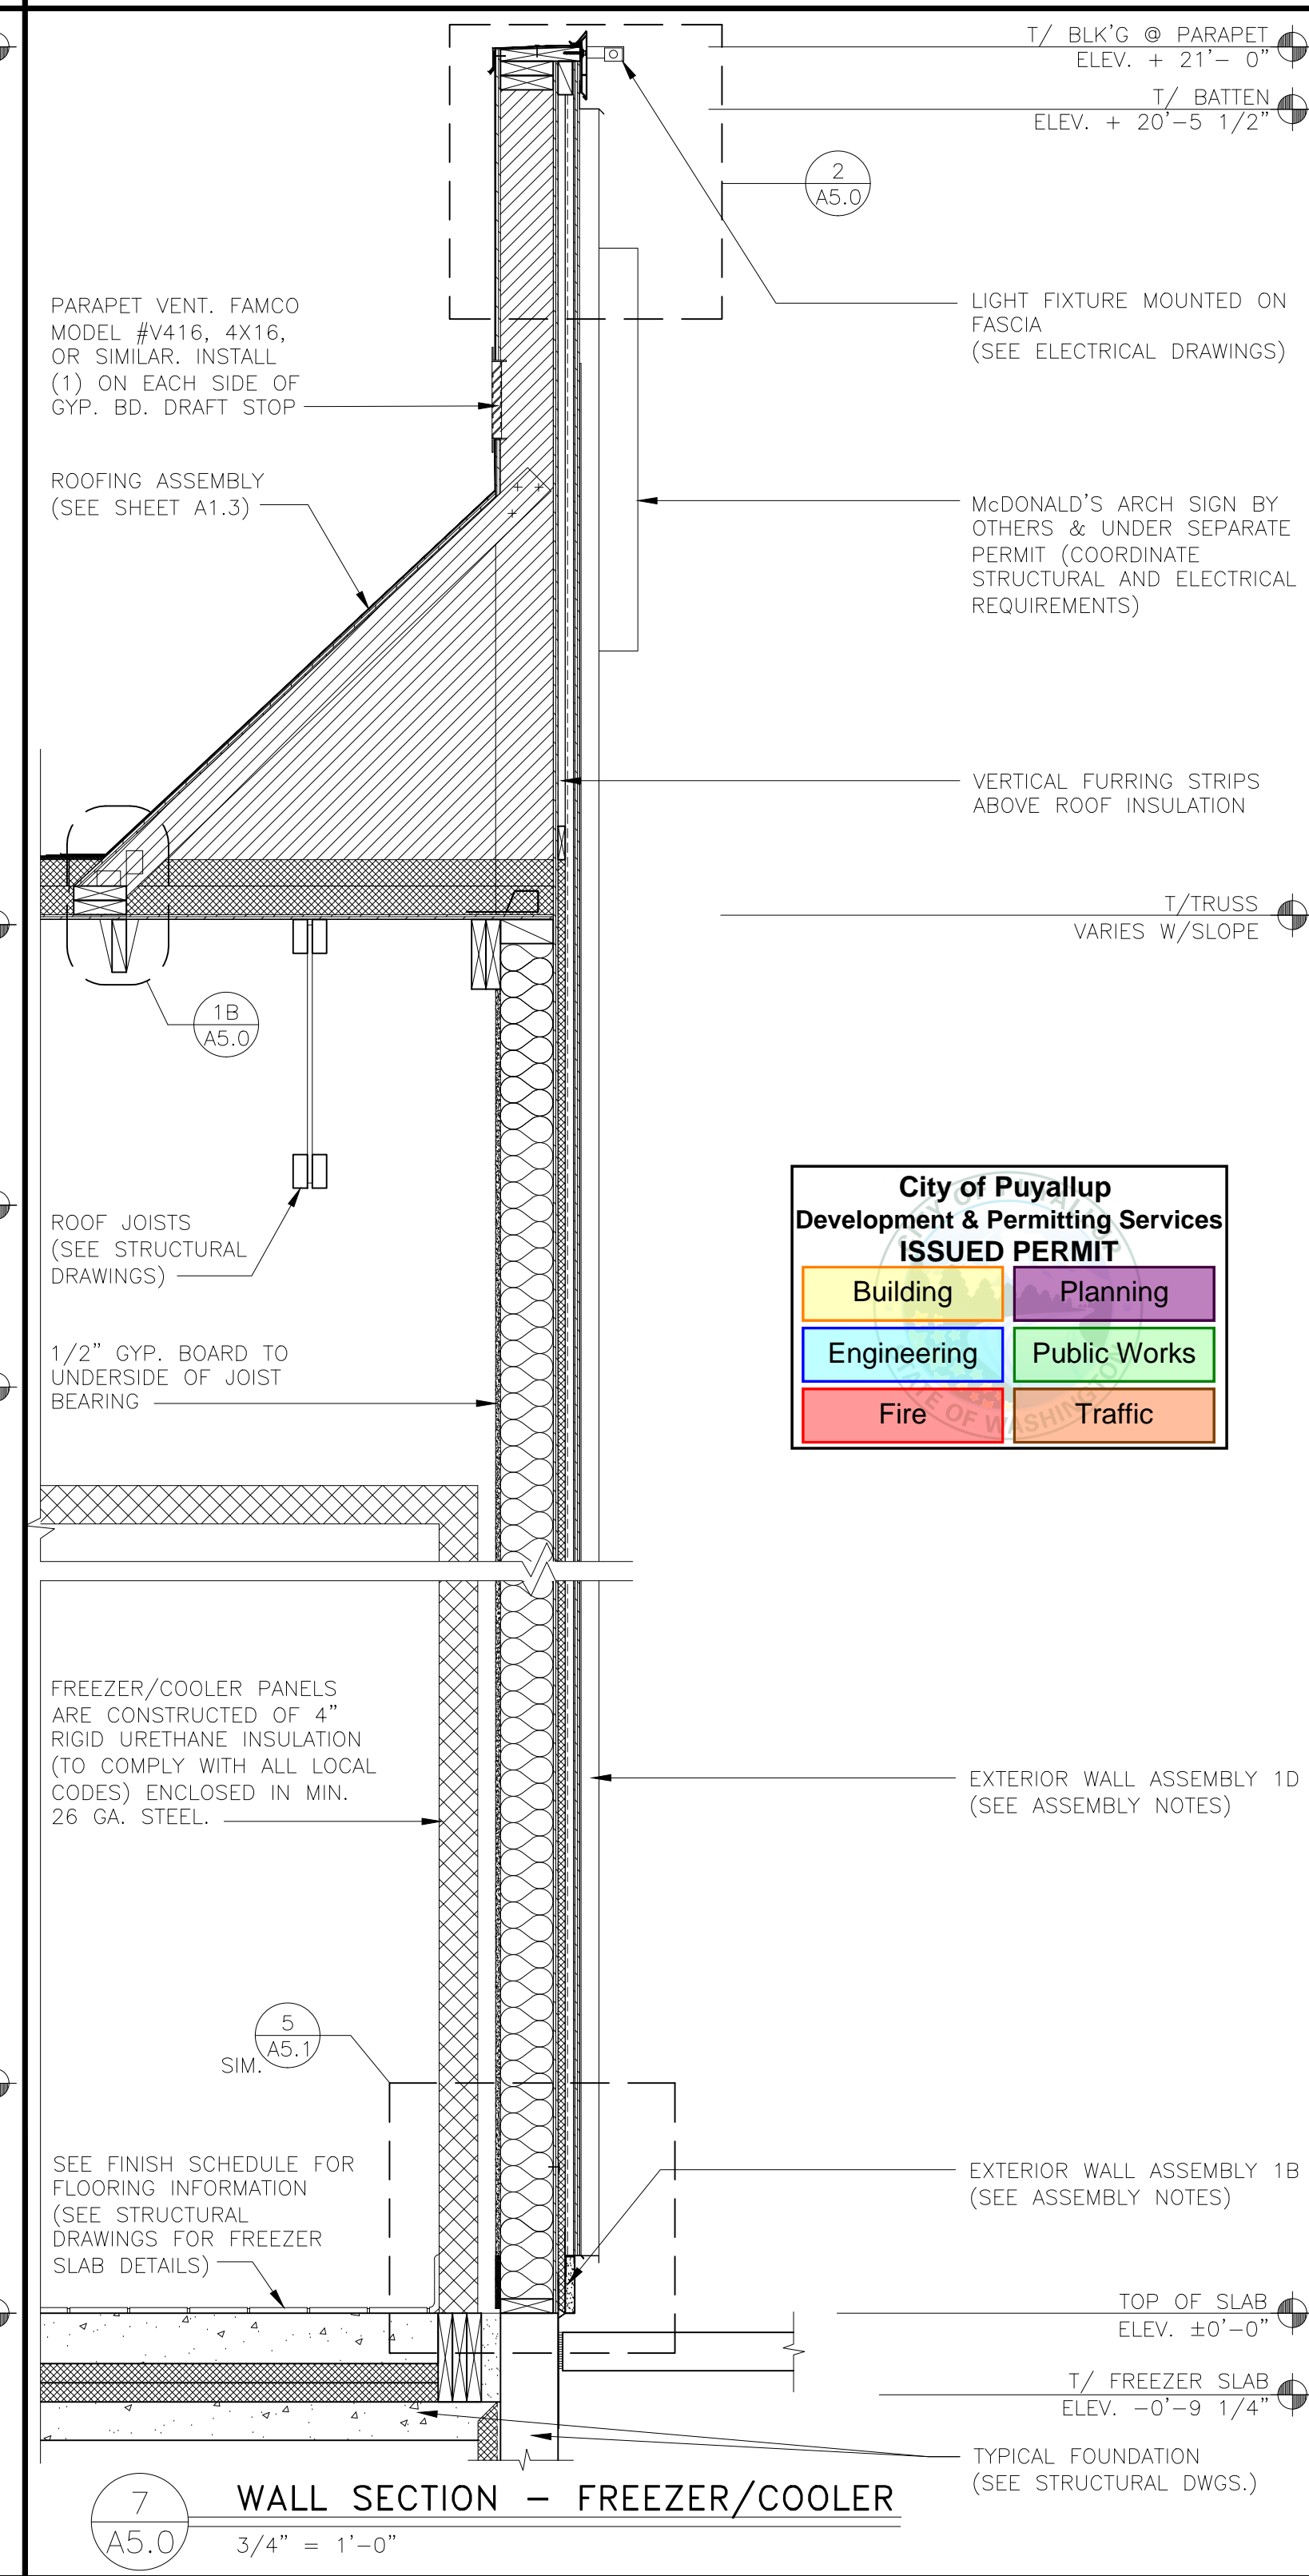 T/ BLK'G @ PARAPET
ELEV. + 21'- 0"
T/ BATTEN
ELEV. + 20'-5 1/2"
2
A5.0
PARAPET VENT. FAMCO
MODEL #V416, 4X16,
OR SIMILAR. INSTALL
(1) ON EACH SIDE OF
GYP. BD. DRAFT STOP
LIGHT FIXTURE MOUNTED ON
FASCIA
(SEE ELECTRICAL DRAWINGS)
ROOFING ASSEMBLY
(SEE SHEET A1.3)
McDONALD'S ARCH SIGN BY
OTHERS & UNDER SEPARATE
PERMIT (COORDINATE
STRUCTURAL AND ELECTRICAL
REQUIREMENTS)
VERTICAL FURRING STRIPS
ABOVE ROOF INSULATION
T/TRUSS
VARIES W/SLOPE
1B
A5.0
ROOF JOISTS
(SEE STRUCTURAL
DRAWINGS)
City of Puyallup
Development & Permitting Services
ISSUED PERMIT
Building
Planning
Engineering
Public Works
Fire
Traffic
CITY OF PUYALLUP
STATE OF WASHINGTON
1/2" GYP. BOARD TO
UNDERSIDE OF JOIST
BEARING
FREEZER/COOLER PANELS
ARE CONSTRUCTED OF 4"
RIGID URETHANE INSULATION
(TO COMPLY WITH ALL LOCAL
CODES) ENCLOSED IN MIN.
26 GA. STEEL.
EXTERIOR WALL ASSEMBLY 1D
(SEE ASSEMBLY NOTES)
5
A5.1
SIM.
SEE FINISH SCHEDULE FOR
FLOORING INFORMATION
(SEE STRUCTURAL
DRAWINGS FOR FREEZER
SLAB DETAILS)
EXTERIOR WALL ASSEMBLY 1B
(SEE ASSEMBLY NOTES)
TOP OF SLAB
ELEV. ±0'-0"
T/ FREEZER SLAB
ELEV. -0'-9 1/4"
TYPICAL FOUNDATION
(SEE STRUCTURAL DWGS.)
7
A5.0
WALL SECTION - FREEZER/COOLER
3/4" = 1'-0"